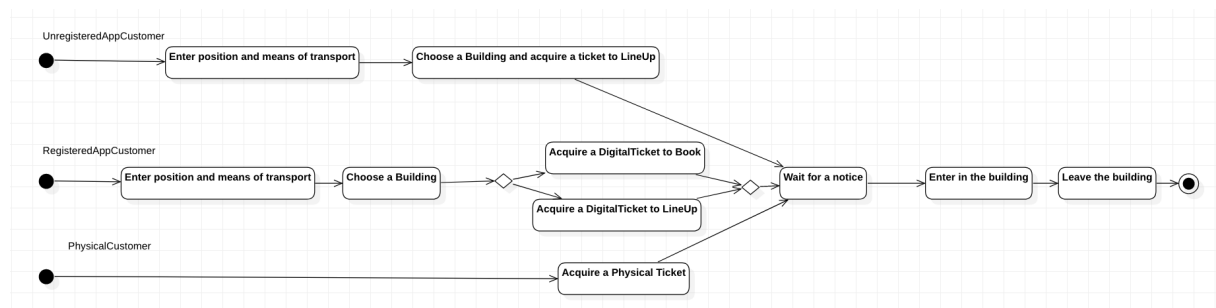 UnregisteredAppCustomer
Enter position and means of transport
Choose a Building and acquire a ticket to LineUp
RegisteredAppCustomer
Enter position and means of transport
Choose a Building
Acquire a DigitalTicket to Book
Acquire a DigitalTicket to LineUp
Wait for a notice
Enter in the building
Leave the building
PhysicalCustomer
Acquire a Physical Ticket